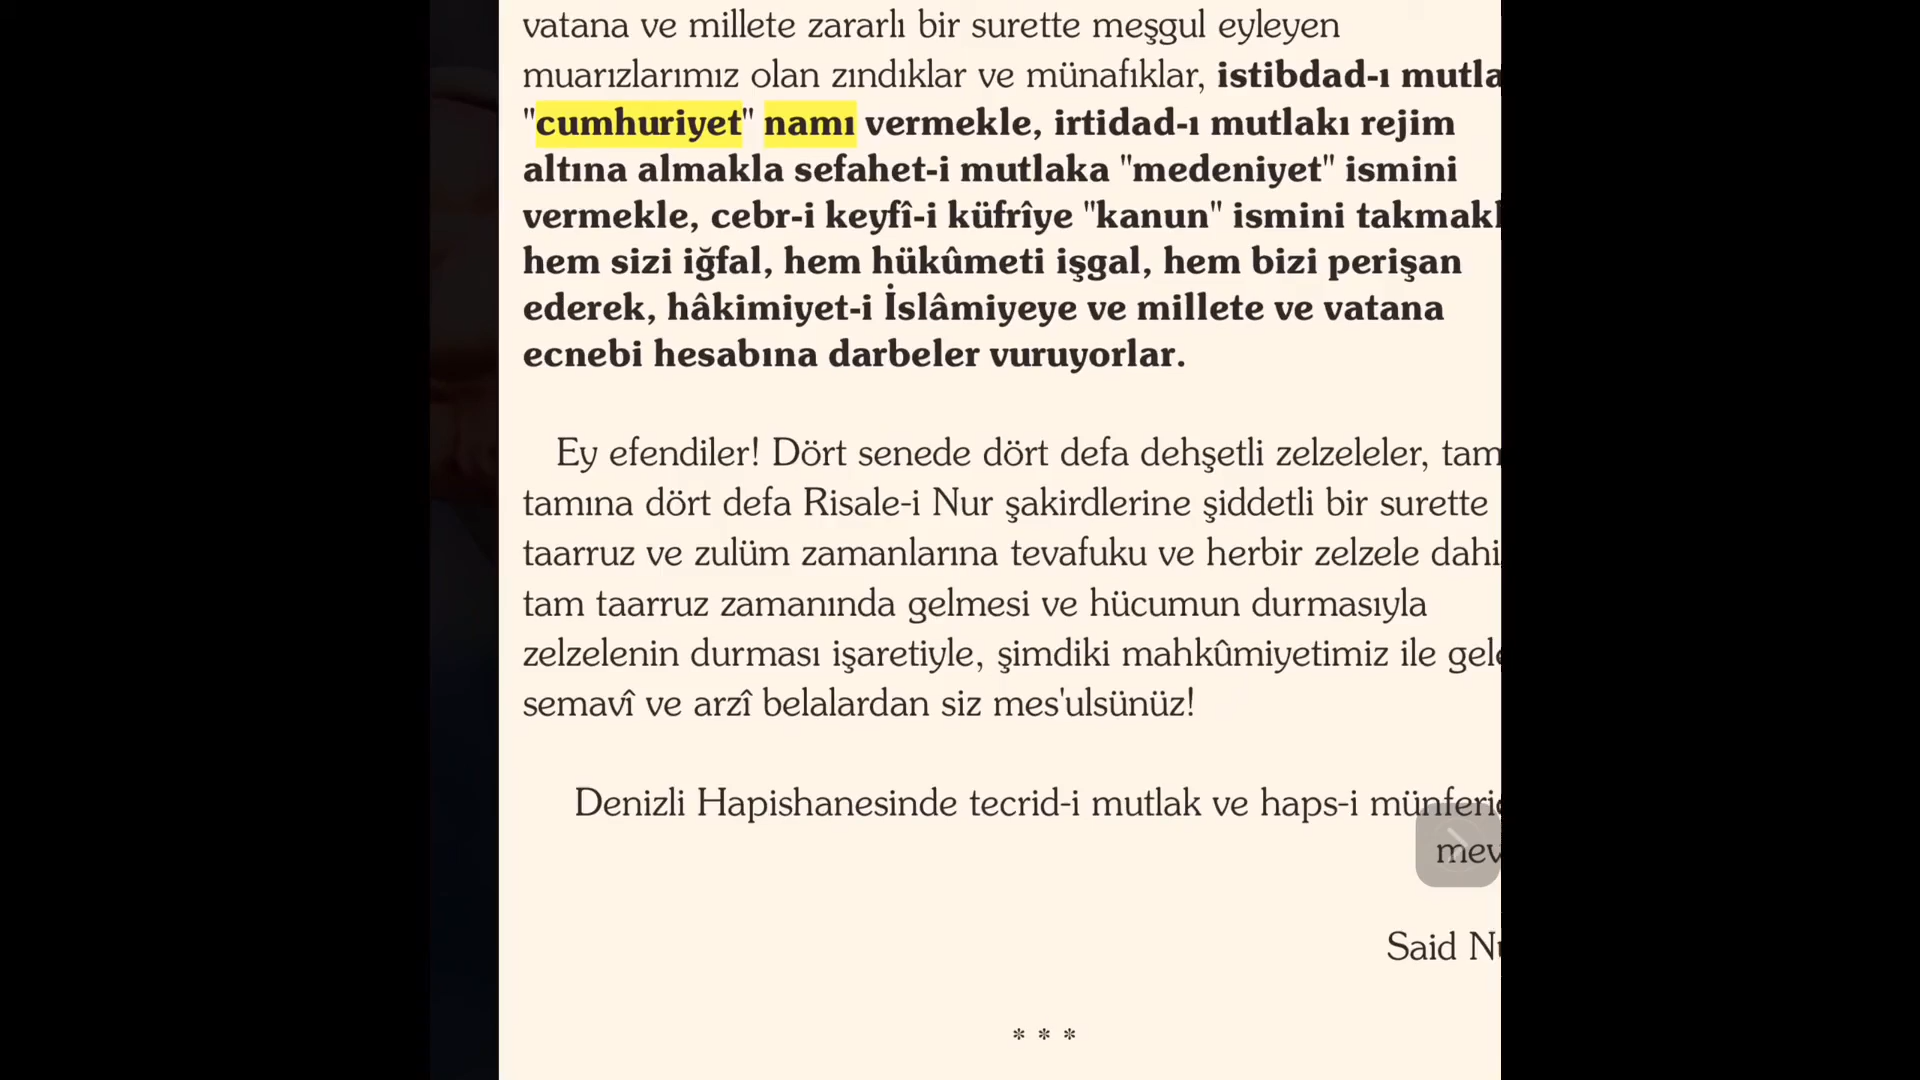 vatana ve millete zararlı bir surette meşgul eyleyen
muarızlarımız olan zındıklar ve münafıklar, istibdad-ı mutla
"cumhuriyet" namı vermekle, irtidad-ı mutlakı rejim
altına almakla sefahet-i mutlaka "medeniyet" ismini
vermekle, cebr-i keyfî-i küfrîye "kanun" ismini takmakl
hem sizi iğfal, hem hükûmeti işgal, hem bizi perişan
ederek, hâkimiyet-i İslâmiyeye ve millete ve vatana
ecnebi hesabına darbeler vuruyorlar.
Ey efendiler! Dört senede dört defa dehşetli zelzeleler, tam
tamına dört defa Risale-i Nur şakirdlerine şiddetli bir surette
taarruz ve zulüm zamanlarına tevafuku ve herbir zelzele dahi
tam taarruz zamanında gelmesi ve hücumun durmasıyla
zelzelenin durması işaretiyle, şimdiki mahkûmiyetimiz ile gele
semavî ve arzî belalardan siz mes'ulsünüz!
Denizli Hapishanesinde tecrid-i mutlak ve haps-i münferid
mev
Said Nu
* * *